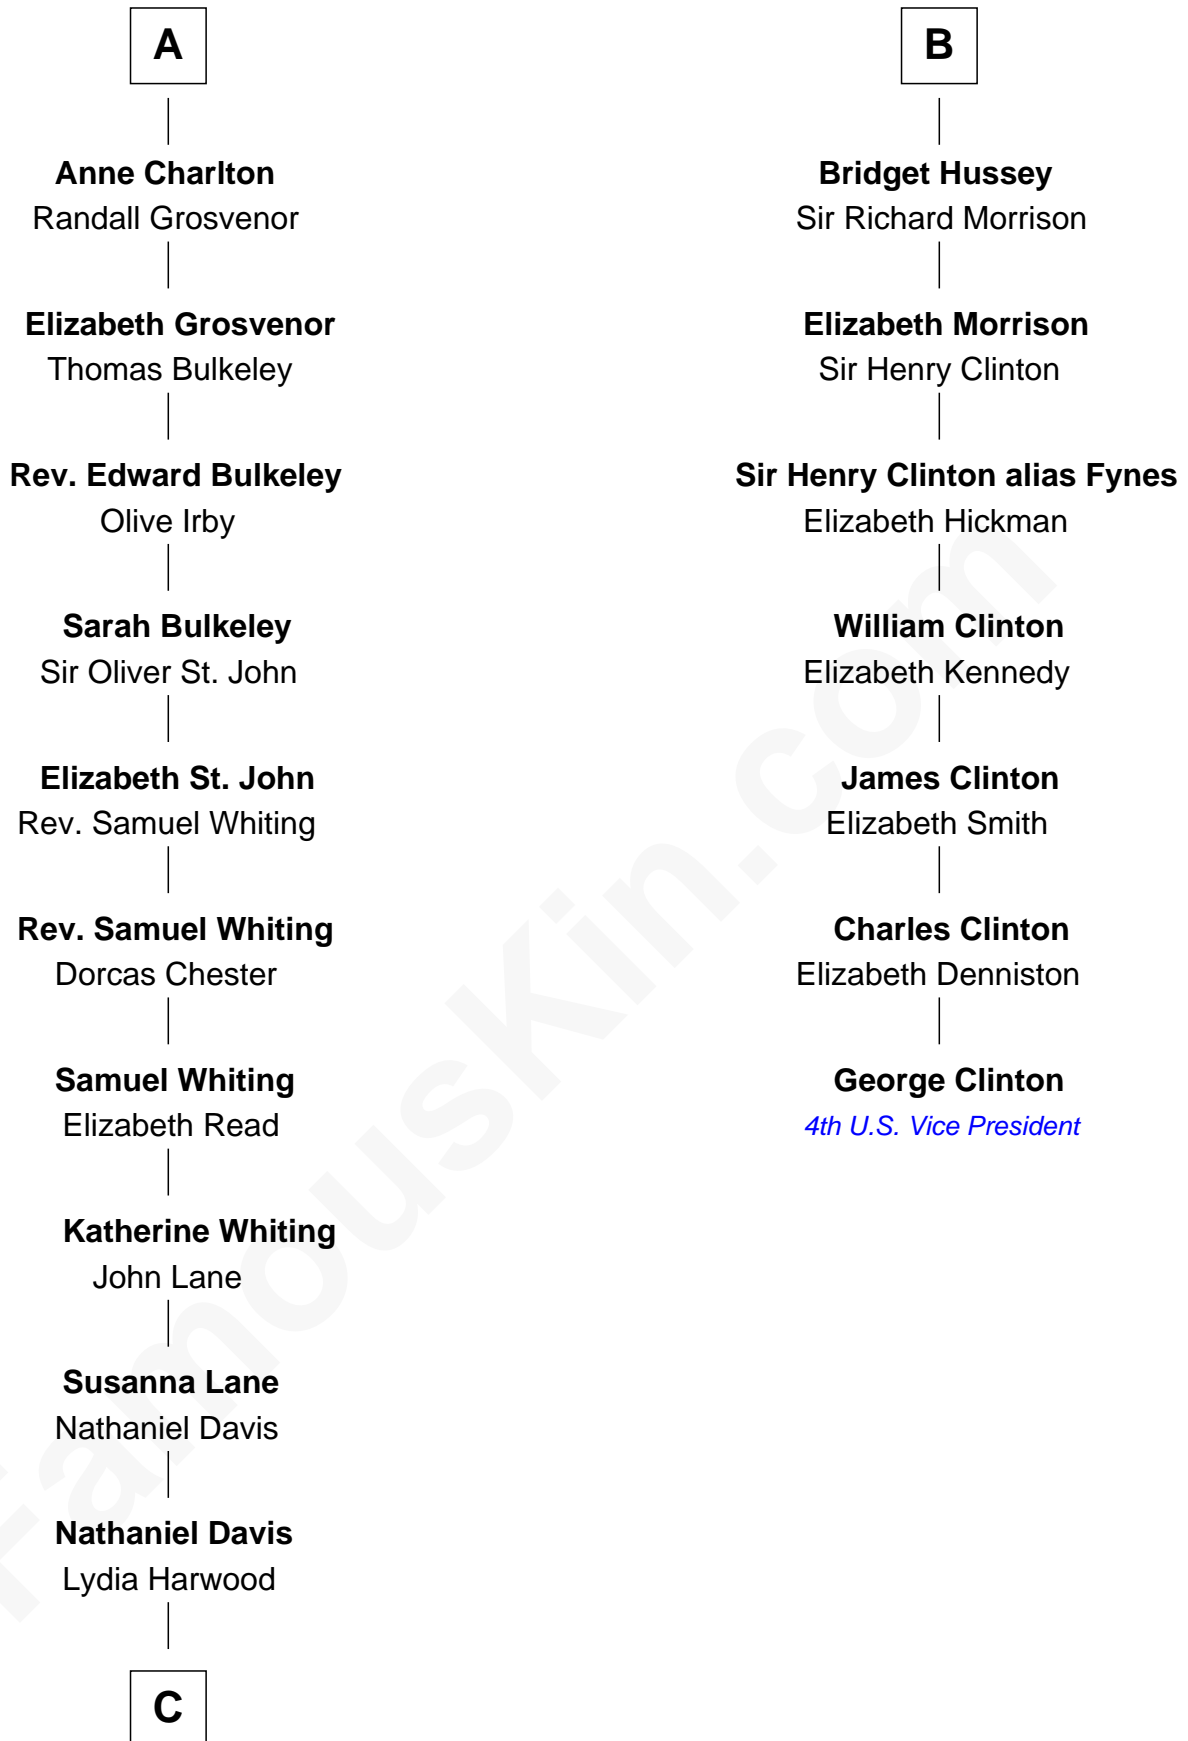 A
Anne Charlton
Randall Grosvenor
Elizabeth Grosvenor
Thomas Bulkeley
Rev. Edward Bulkeley
Olive Irby
Sarah Bulkeley
Sir Oliver St. John
Elizabeth St. John
Rev. Samuel Whiting
Rev. Samuel Whiting
Dorcas Chester
Samuel Whiting
Elizabeth Read
Katherine Whiting
John Lane
Susanna Lane
Nathaniel Davis
Nathaniel Davis
Lydia Harwood
C
B
Bridget Hussey
Sir Richard Morrison
Elizabeth Morrison
Sir Henry Clinton
Sir Henry Clinton alias Fynes
Elizabeth Hickman
William Clinton
Elizabeth Kennedy
James Clinton
Elizabeth Smith
Charles Clinton
Elizabeth Denniston
George Clinton
4th U.S. Vice President
FamousKin.com